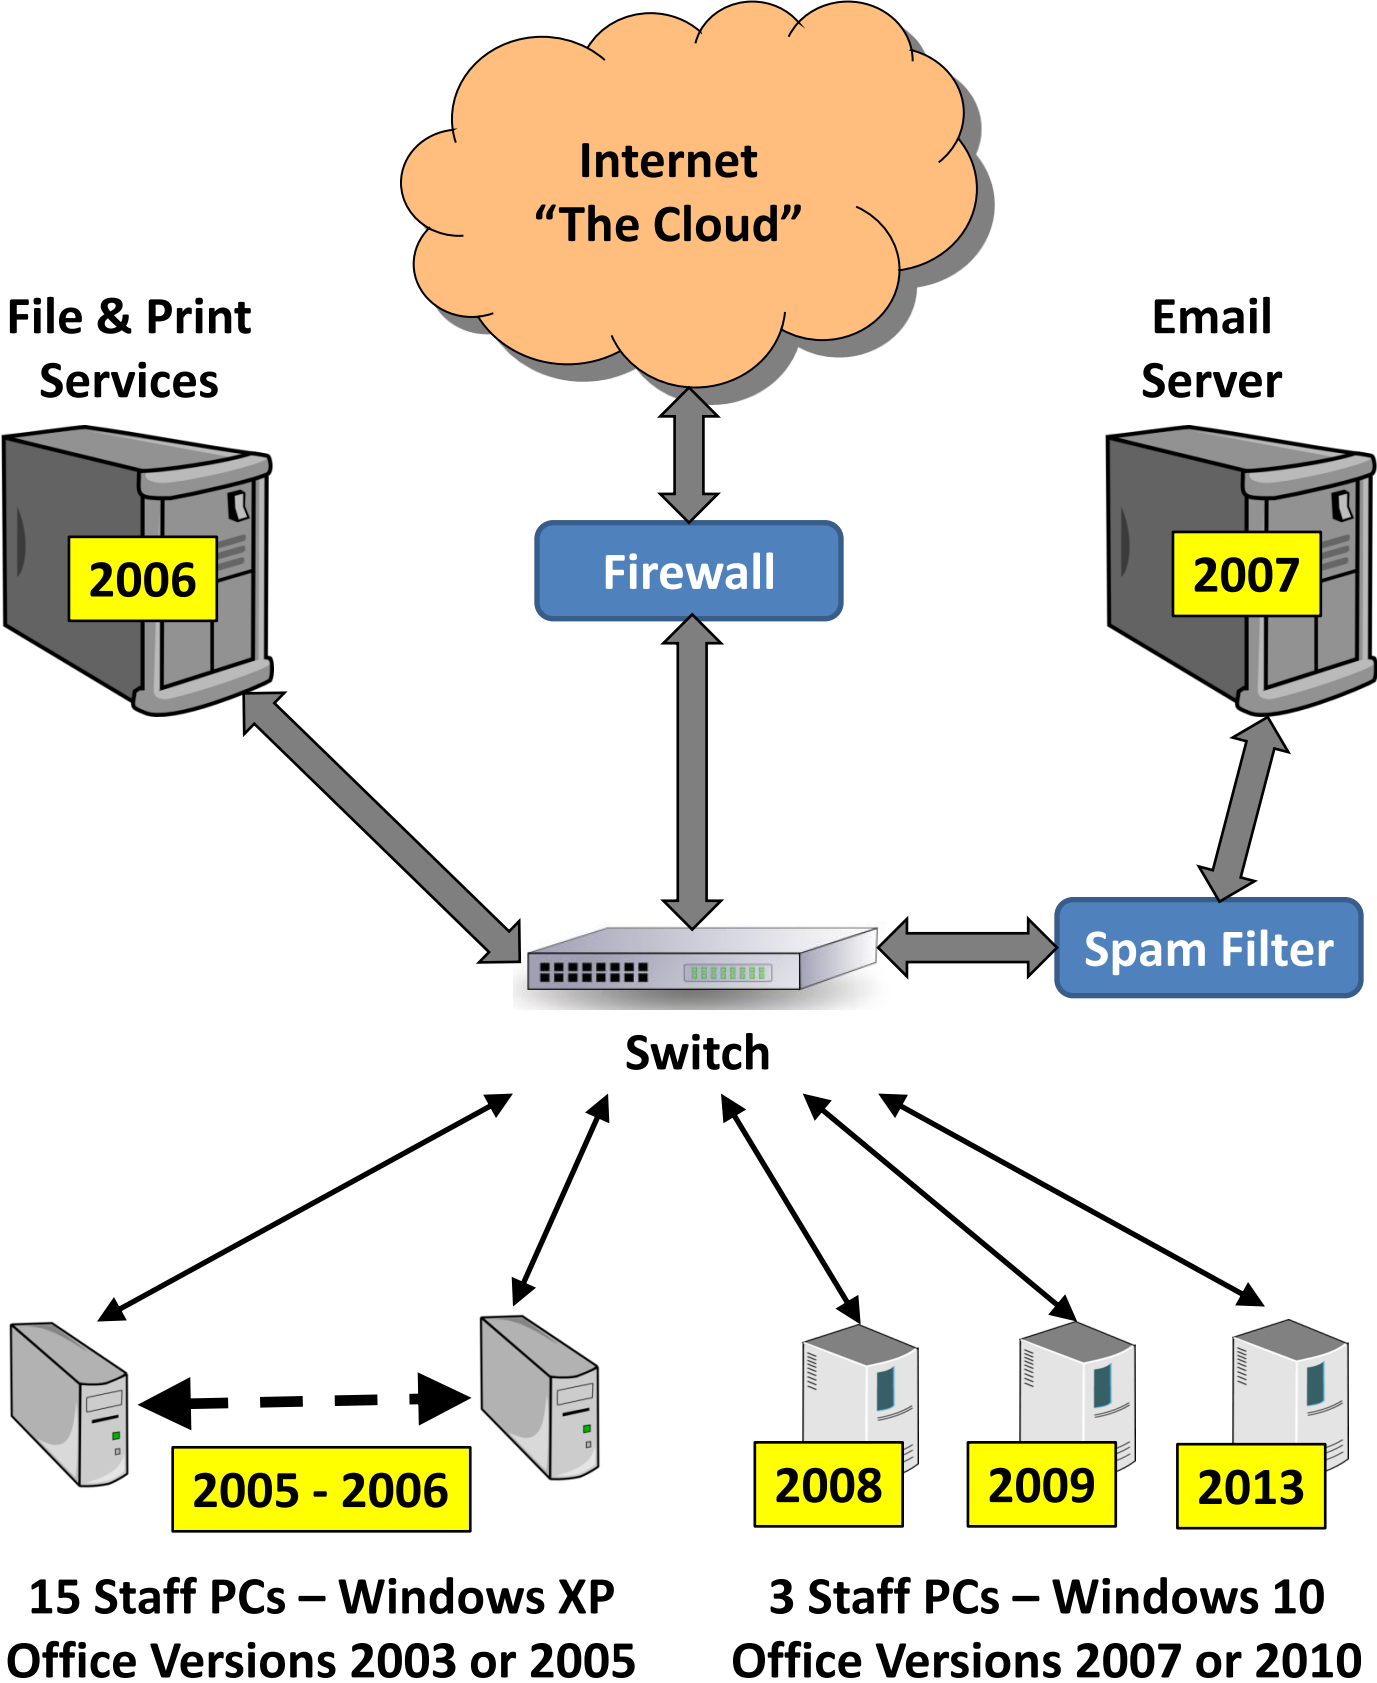 Internet
“The Cloud”
File & Print
Services
Email
Server
2006
Firewall
2007
Spam Filter
Switch
2005 - 2006
2008
2009
2013
15 Staff PCs – Windows XP
Office Versions 2003 or 2005
3 Staff PCs – Windows 10
Office Versions 2007 or 2010